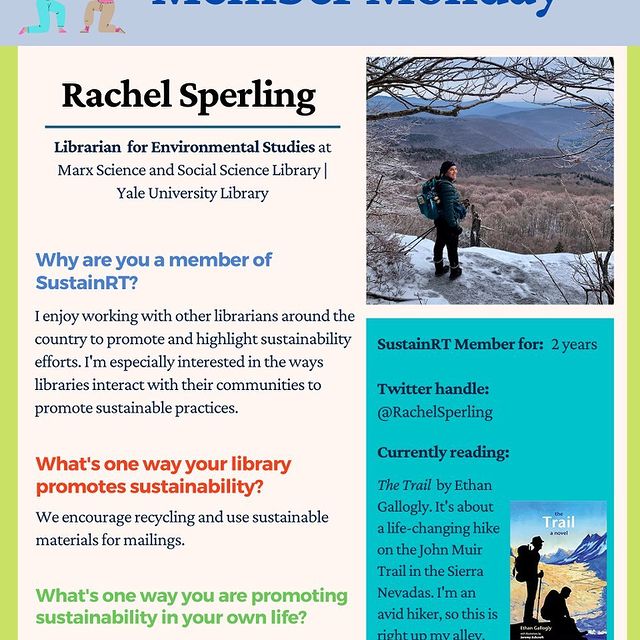 Member Monday
Rachel Sperling
Librarian for Environmental Studies at
Marx Science and Social Science Library |
Yale University Library
Why are you a member of
SustainRT?
I enjoy working with other librarians around the
country to promote and highlight sustainability
efforts. I'm especially interested in the ways
libraries interact with their communities to
promote sustainable practices.
What's one way your library
promotes sustainability?
We encourage recycling and use sustainable
materials for mailings.
What's one way you are promoting
sustainability in your own life?
SustainRT Member for: 2 years
Twitter handle:
@RachelSperling
Currently reading:
The Trail by Ethan
Gallogly. It's about
a life-changing hike
on the John Muir
Trail in the Sierra
Nevadas. I'm an
avid hiker, so this is
right up my alley.
the
Trail
a novel
Ethan Gallogly